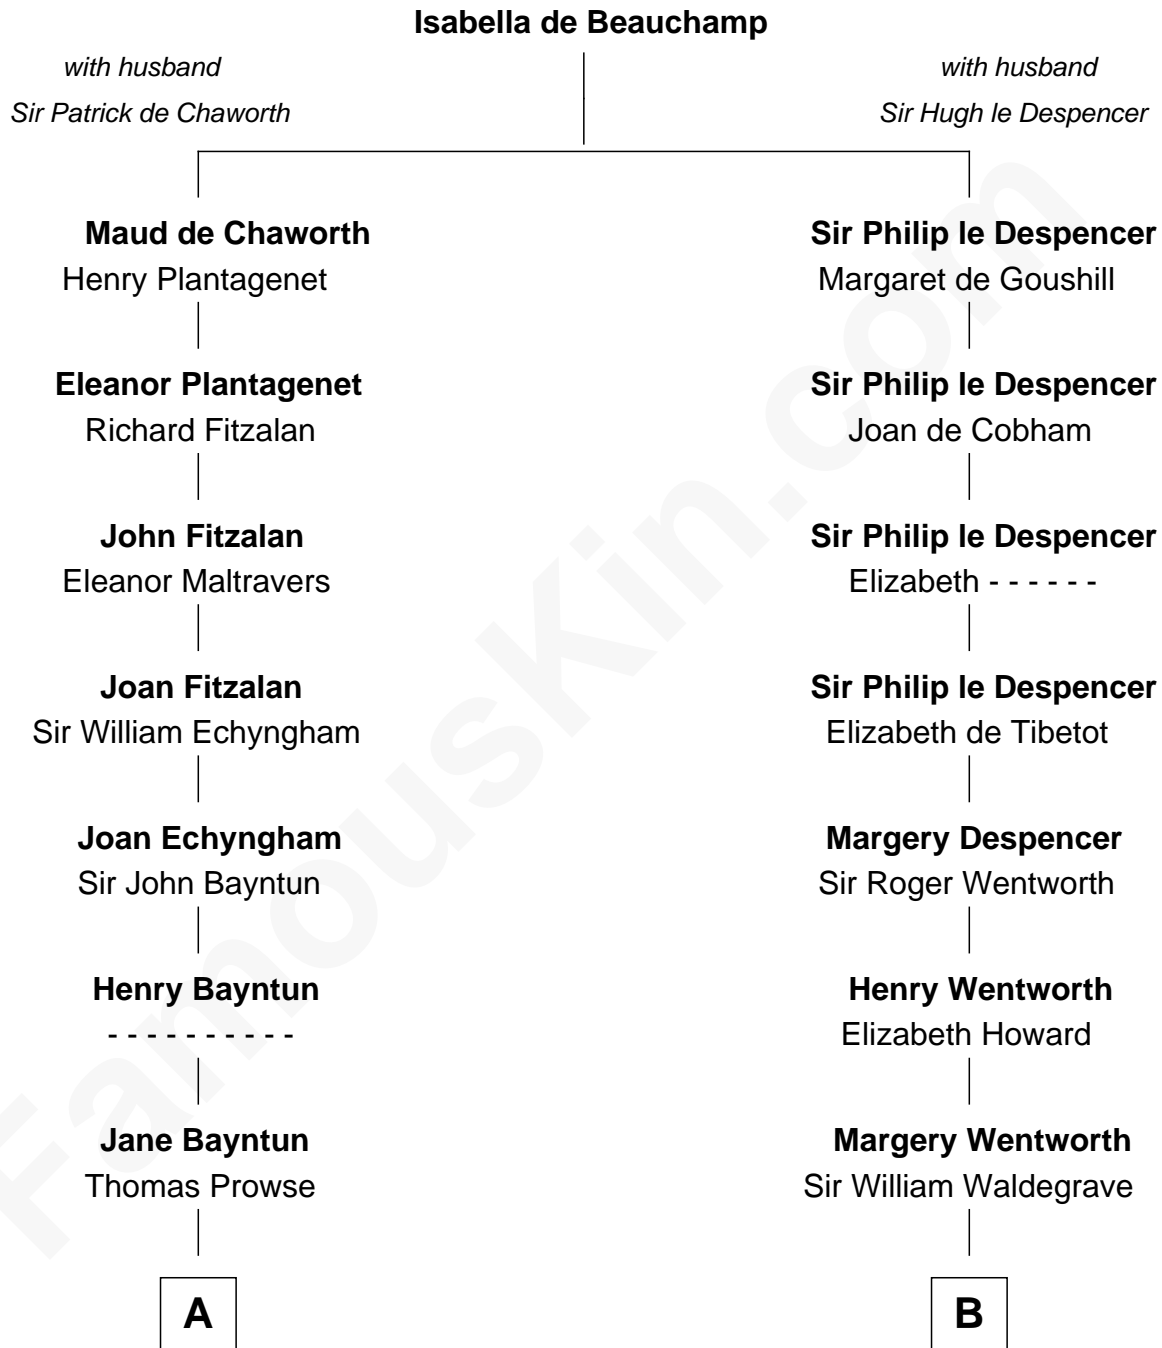 Isabella de Beauchamp
with husband
Sir Patrick de Chaworth
with husband
Sir Hugh le Despencer
Maud de Chaworth
Henry Plantagenet
Eleanor Plantagenet
Richard Fitzalan
John Fitzalan
Eleanor Maltravers
Joan Fitzalan
Sir William Echyngham
Joan Echyngham
Sir John Bayntun
Henry Bayntun
- - - - - - - - - -
Jane Bayntun
Thomas Prowse
A
Sir Philip le Despencer
Margaret de Goushill
Sir Philip le Despencer
Joan de Cobham
Sir Philip le Despencer
Elizabeth - - - - - -
Sir Philip le Despencer
Elizabeth de Tibetot
Margery Despencer
Sir Roger Wentworth
Henry Wentworth
Elizabeth Howard
Margery Wentworth
Sir William Waldegrave
B
FamousKin.com